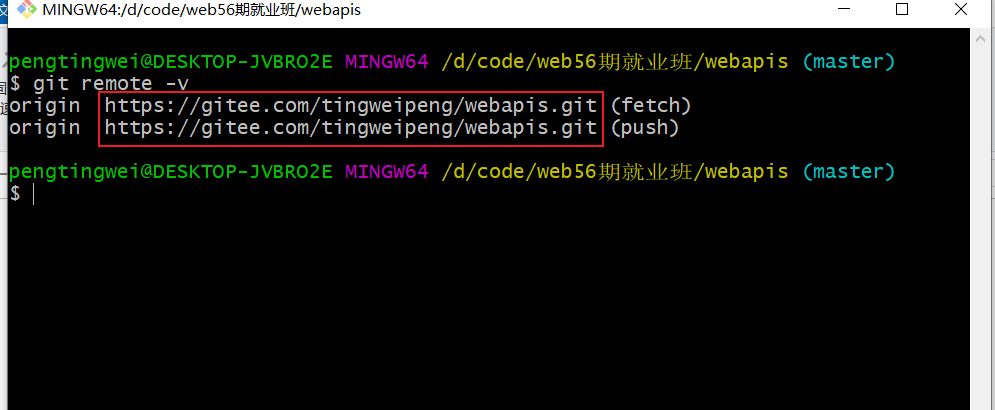 MINGW64:/d/code/web56期就业班/webapis
pengtingwei@DESKTOP-JVBRO2E MINGW64 /d/code/web56期就业班/webapis (master)
$ git remote -v
origin  https://gitee.com/tingweipeng/webapis.git (fetch)
origin  https://gitee.com/tingweipeng/webapis.git (push)
pengtingwei@DESKTOP-JVBRO2E MINGW64 /d/code/web56期就业班/webapis (master)
$